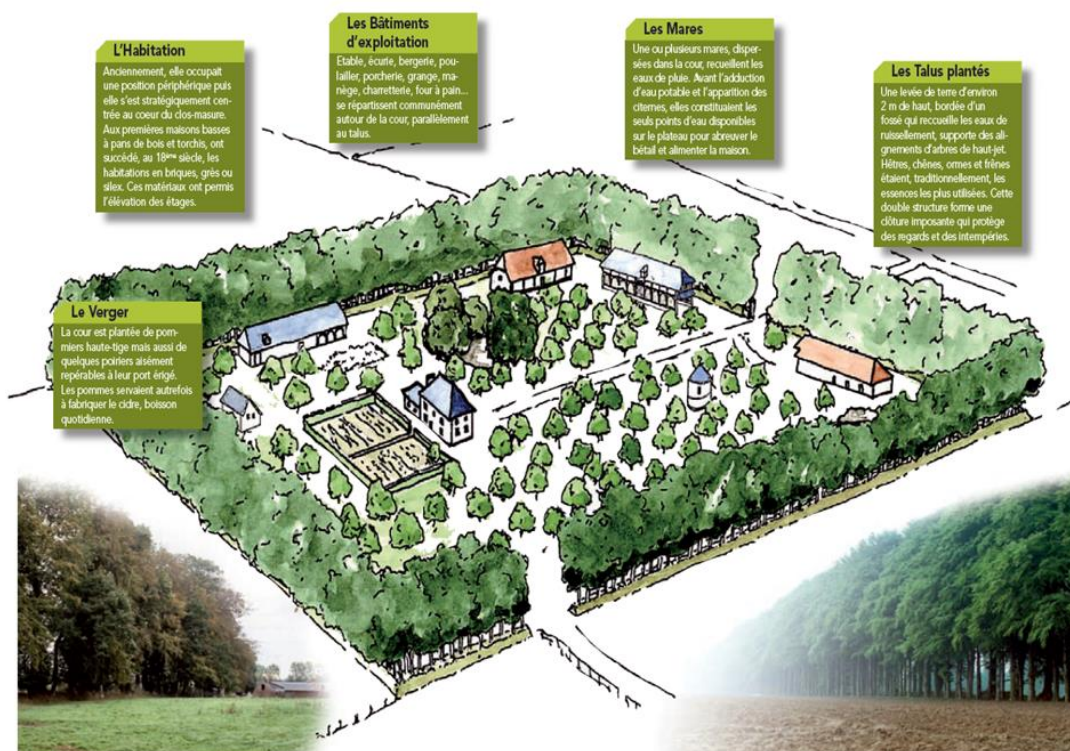 L'Habitation
Anciennement, elle occupait
une position périphérique puis
elle s'est stratégiquement cen-
trée au coeur du clos-masure.
Aux premières maisons basses
à pans de bois et torchis, ont
succédé, au 18ème siècle, les
habitations en briques, grès ou
silex. Ces matériaux ont permis
l'élévation des étages.
Les Bâtiments
d'exploitation
Etable, écurie, bergerie, pou-
lailler, porcherie, grange, ma-
nège, charretterie, four à pain...
se répartissent communément
autour de la cour, parallèlement
au talus.
Les Mares
Une ou plusieurs mares, disper-
sées dans la cour, recueillent les
eaux de pluie. Avant l'adduction
d'eau potable et l'apparition des
citernes, elles constituaient les
seuls points d'eau disponibles
sur le plateau pour abreuver le
bétail et alimenter la maison.
Les Talus plantés
Une levée de terre d'environ
2 m de haut, bordée d'un
fossé qui recueille les eaux de
ruissellement, supporte des ali-
gnements d'arbres de haut-jet.
Hêtres, chênes, ormes et frênes
étaient, traditionnellement, les
essences les plus utilisées. Cette
double structure forme une
clôture imposante qui protège
des regards et des intempéries.
Le Verger
La cour est plantée de pom-
miers haute-tige mais aussi de
quelques poiriers aisément
repérables à leur port érigé.
Les pommes servaient autrefois
à fabriquer le cidre, boisson
quotidienne.